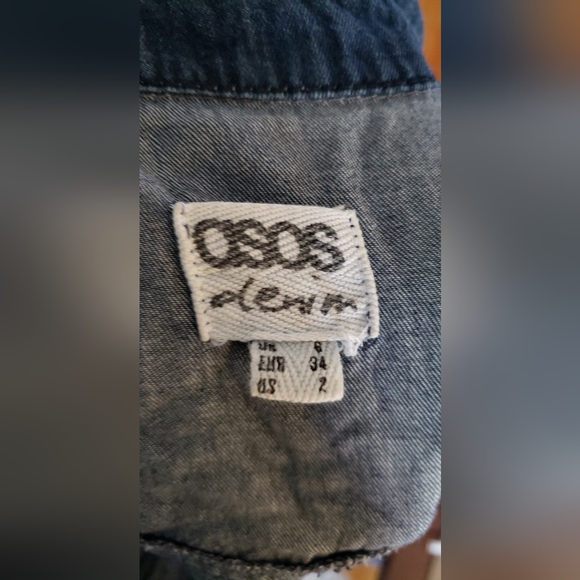 asos
denim
UK 6
EUR 34
US 2